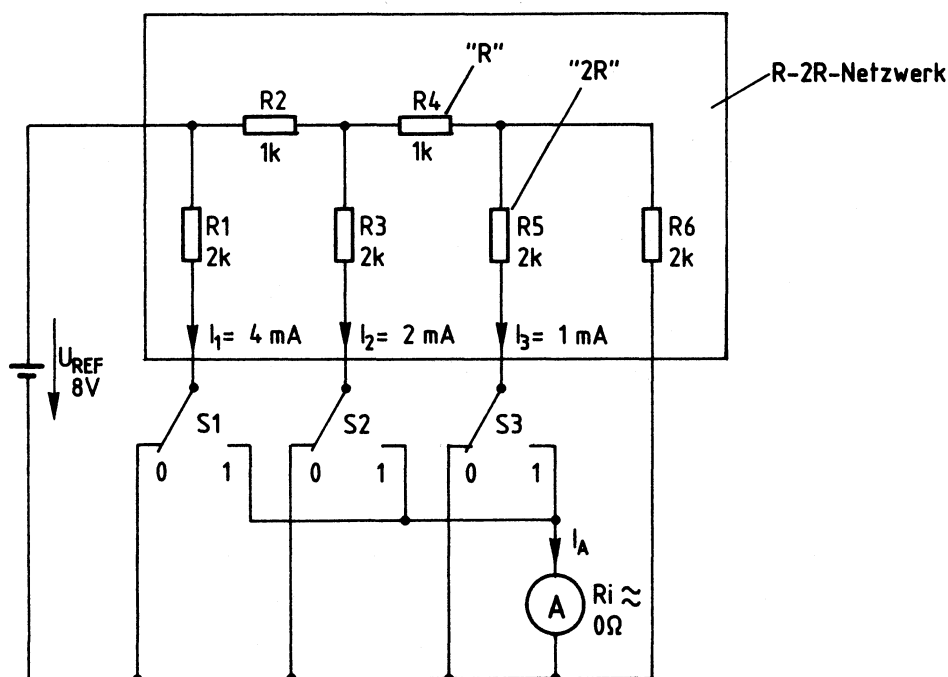 "R"
"2R"
R-2R-Netzwerk
R2
1k
R4
1k
R1
2k
R3
2k
R5
2k
R6
2k
I1= 4 mA
I2= 2 mA
I3= 1 mA
UREF
8V
S1
S2
S3
0
1
0
1
0
1
IA
A
Ri ≈
0Ω